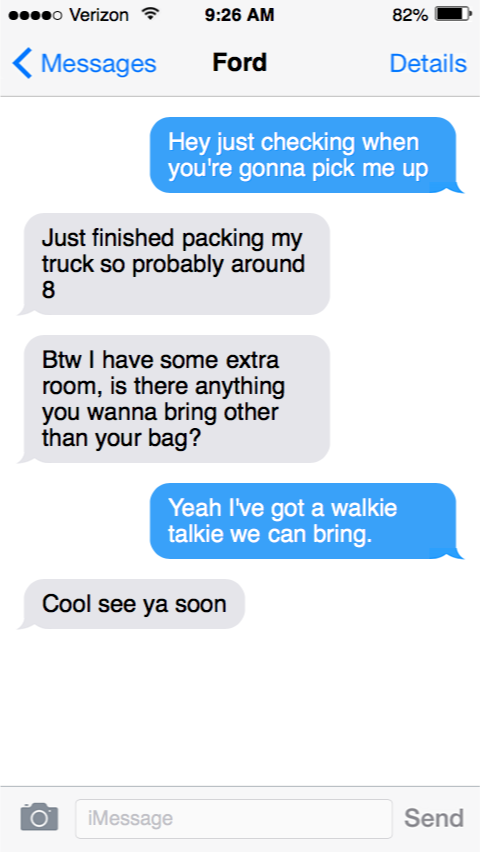 Verizon 9:26 AM 82%
Messages Ford Details
Hey just checking when
you're gonna pick me up
Just finished packing my
truck so probably around
8
Btw I have some extra
room, is there anything
you wanna bring other
than your bag?
Yeah I've got a walkie
talkie we can bring.
Cool see ya soon
iMessage Send